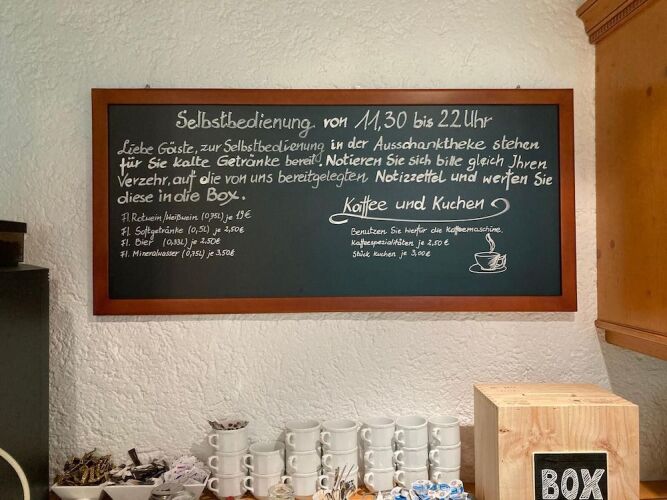 Selbstbedienung von 11,30 bis 22 Uhr
Liebe Gäste, zur Selbstbedienung in der Ausschanktheke stehen
für Sie kalte Getränke bereit. Notieren Sie sich bitte gleich Ihren
Verzehr, auf die von uns bereitgelegten Notizzettel und werfen Sie
diese in die Box.
Fl. Rotwein/Weißwein (0,75L) je 19€
Fl. Softgetränke (0,5L) je 2,50€
Fl. Bier (0,33L) je 2.50€
Fl. Mineralwasser (0,75L) je 3.50€
Kaffee und Kuchen
Benutzen Sie hierfür die Kaffeemaschine.
Kaffeespezialitäten je 2,50 €
Stück Kuchen je 3,00€
BOX